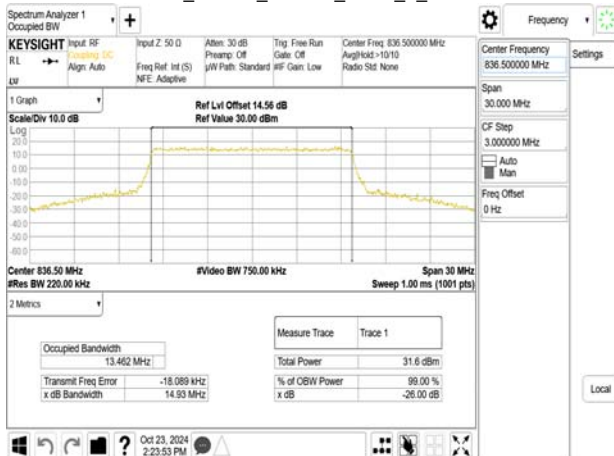 Spectrum Analyzer 1
Occupied BW
Frequency
KEYSIGHT
RL
Input: RF
Coupling: DC
Align: Auto
Input Z: 50 Ω
Freq Ref: Int (S)
NFE: Adaptive
Atten: 30 dB
Preamp: Off
µW Path: Standard
Trig: Free Run
Gate: Off
#IF Gain: Low
Center Freq: 836.500000 MHz
Avg|Hold:>10/10
Radio Std: None
1 Graph
Scale/Div 10.0 dB
Ref Lvl Offset 14.56 dB
Ref Value 30.00 dBm
Log
20.0
10.0
0.00
-10.0
-20.0
-30.0
-40.0
-50.0
-60.0
Center 836.50 MHz
#Res BW 220.00 kHz
#Video BW 750.00 kHz
Span 30 MHz
Sweep 1.00 ms (1001 pts)
2 Metrics
Occupied Bandwidth
13.462 MHz
Transmit Freq Error -18.089 kHz
x dB Bandwidth 14.93 MHz
Measure Trace Trace 1
Total Power 31.6 dBm
% of OBW Power 99.00 %
x dB -26.00 dB
Oct 23, 2024
2:23:53 PM
Center Frequency
836.500000 MHz
Span
30.000 MHz
CF Step
3.000000 MHz
Auto
Man
Freq Offset
0 Hz
Settings
Local